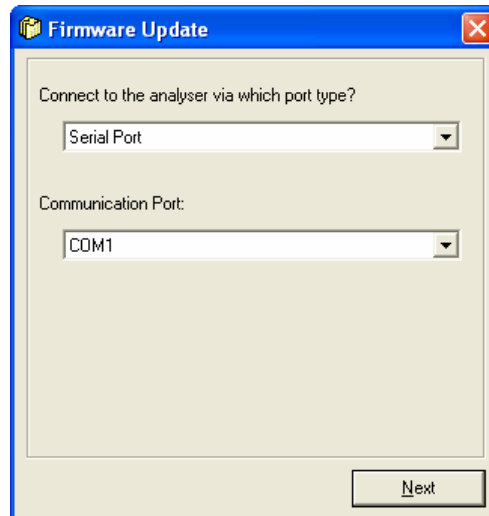 Firmware Update
Connect to the analyser via which port type?
Serial Port
Communication Port:
COM1
Next